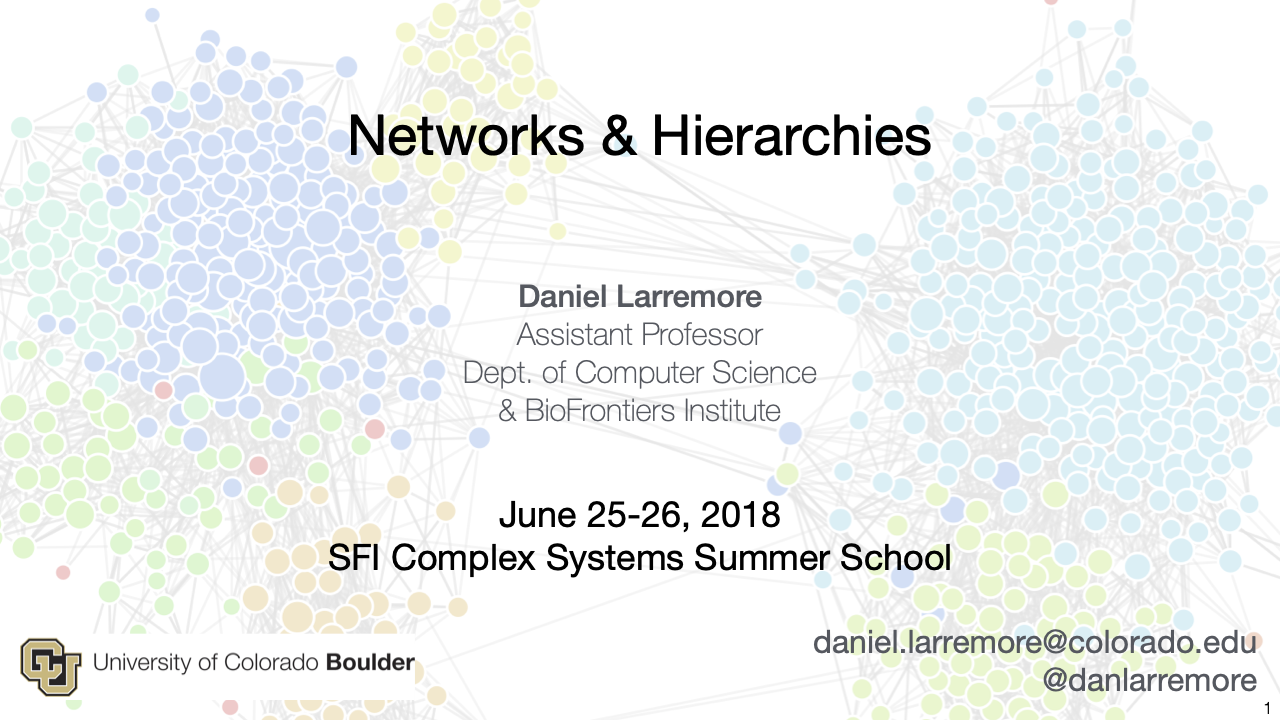 Networks & Hierarchies
Daniel Larremore
Assistant Professor
Dept. of Computer Science
& BioFrontiers Institute
June 25-26, 2018
SFI Complex Systems Summer School
CU University of Colorado Boulder
daniel.larremore@colorado.edu
@danlarremore
1